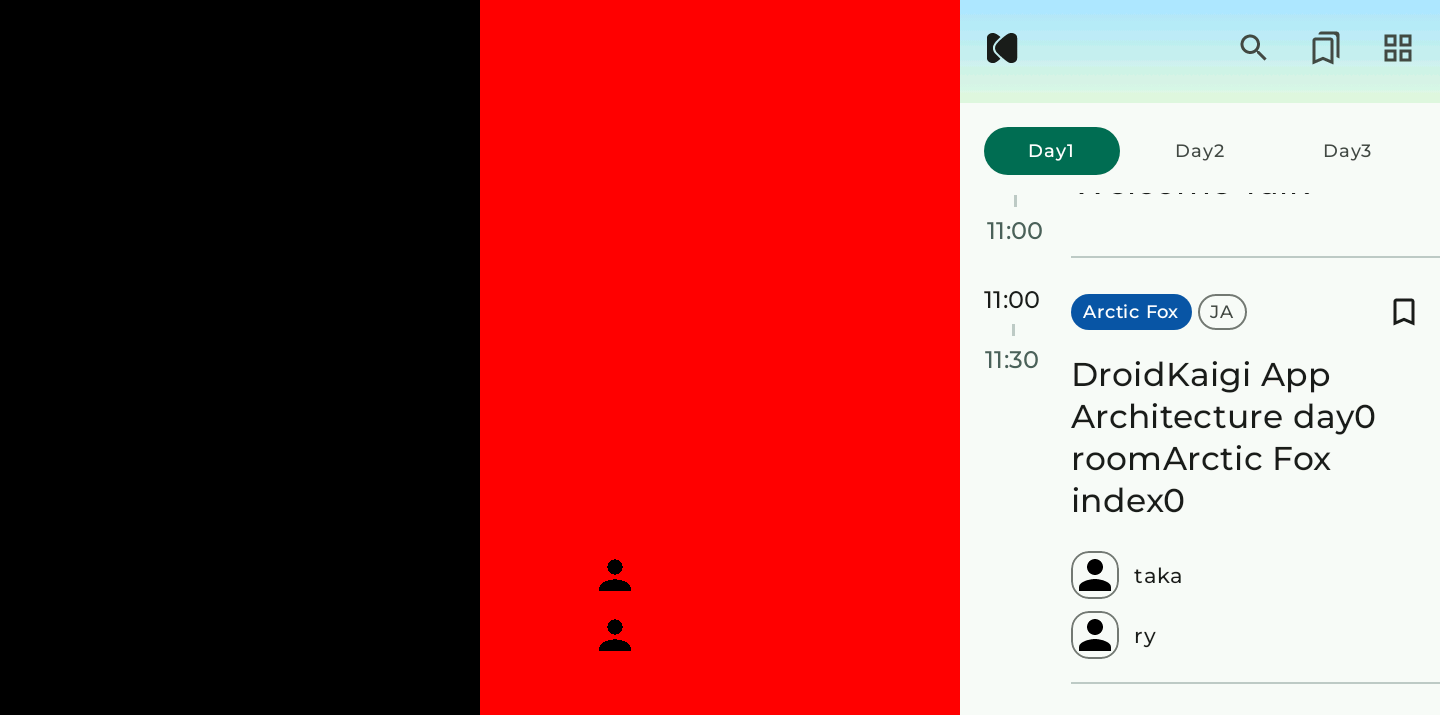 Day1 Day2 Day3
11:00
11:00 Arctic Fox JA
11:30
DroidKaigi App
Architecture day0
roomArctic Fox
index0
taka
ry